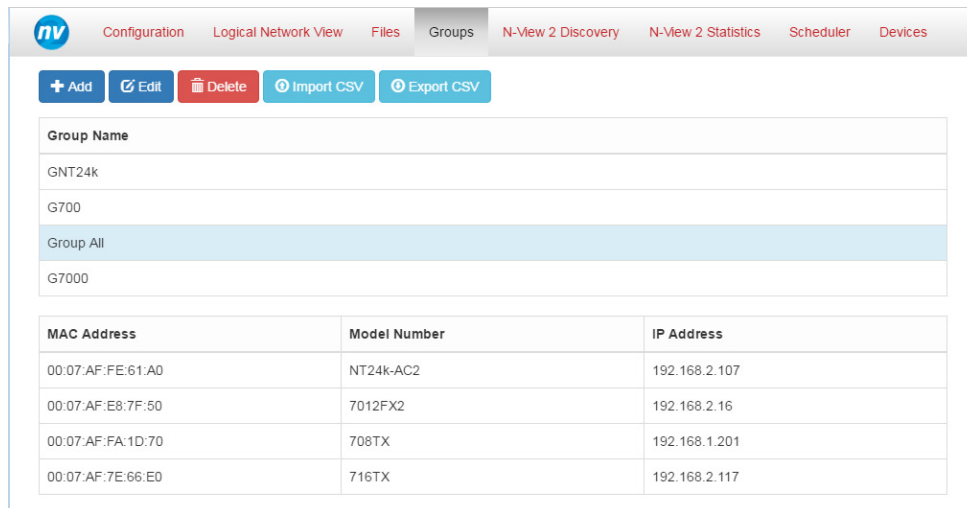 nv Configuration Logical Network View Files Groups N-View 2 Discovery N-View 2 Statistics Scheduler Devices
Add Edit Delete Import CSV Export CSV
Group Name
GNT24k
G700
Group All
G7000
MAC Address Model Number IP Address
00:07:AF:FE:61:A0 NT24k-AC2 192.168.2.107
00:07:AF:E8:7F:50 7012FX2 192.168.2.16
00:07:AF:FA:1D:70 708TX 192.168.1.201
00:07:AF:7E:66:E0 716TX 192.168.2.117